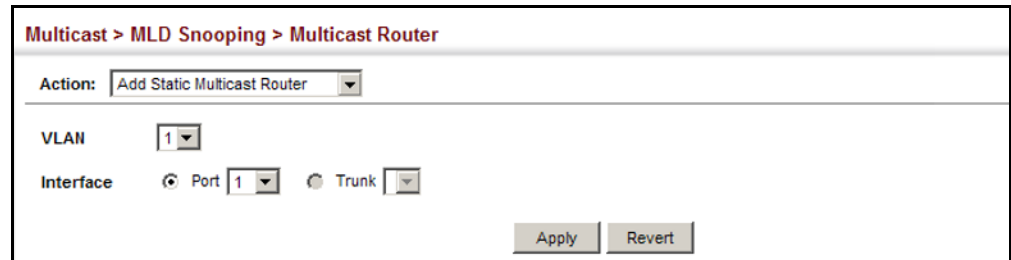 Multicast > MLD Snooping > Multicast Router
Action: Add Static Multicast Router
VLAN 1
Interface Port 1 Trunk
Apply Revert